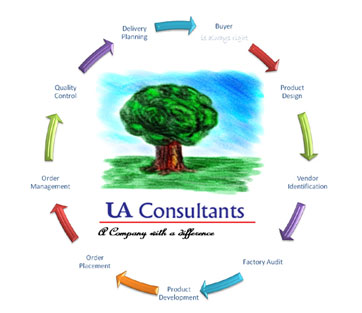 Delivery
Planning
Buyer
is always right
Product
Design
Vendor
Identification
Factory Audit
Product
Development
Order
Placement
Order
Management
Quality
Control
UA Consultants
A Company with a difference